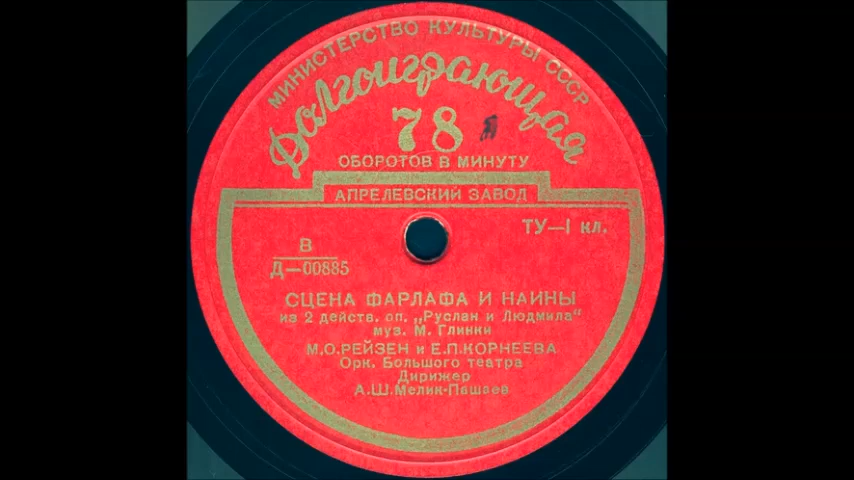 МИНИСТЕРСТВО КУЛЬТУРЫ СССР
Долгоиграющая
78
ОБОРОТОВ В МИНУТУ
АПРЕЛЕВСКИЙ ЗАВОД
ТУ—I кл.
В
Д—00885
СЦЕНА ФАРЛАФА И НАИНЫ
из 2 действ. оп. „Руслан и Людмила"
муз. М. Глинки
М.О.РЕЙЗЕН и Е.П.КОРНЕЕВА
Орк. Большого театра
Дирижер
А.Ш.Мелик-Пашаев